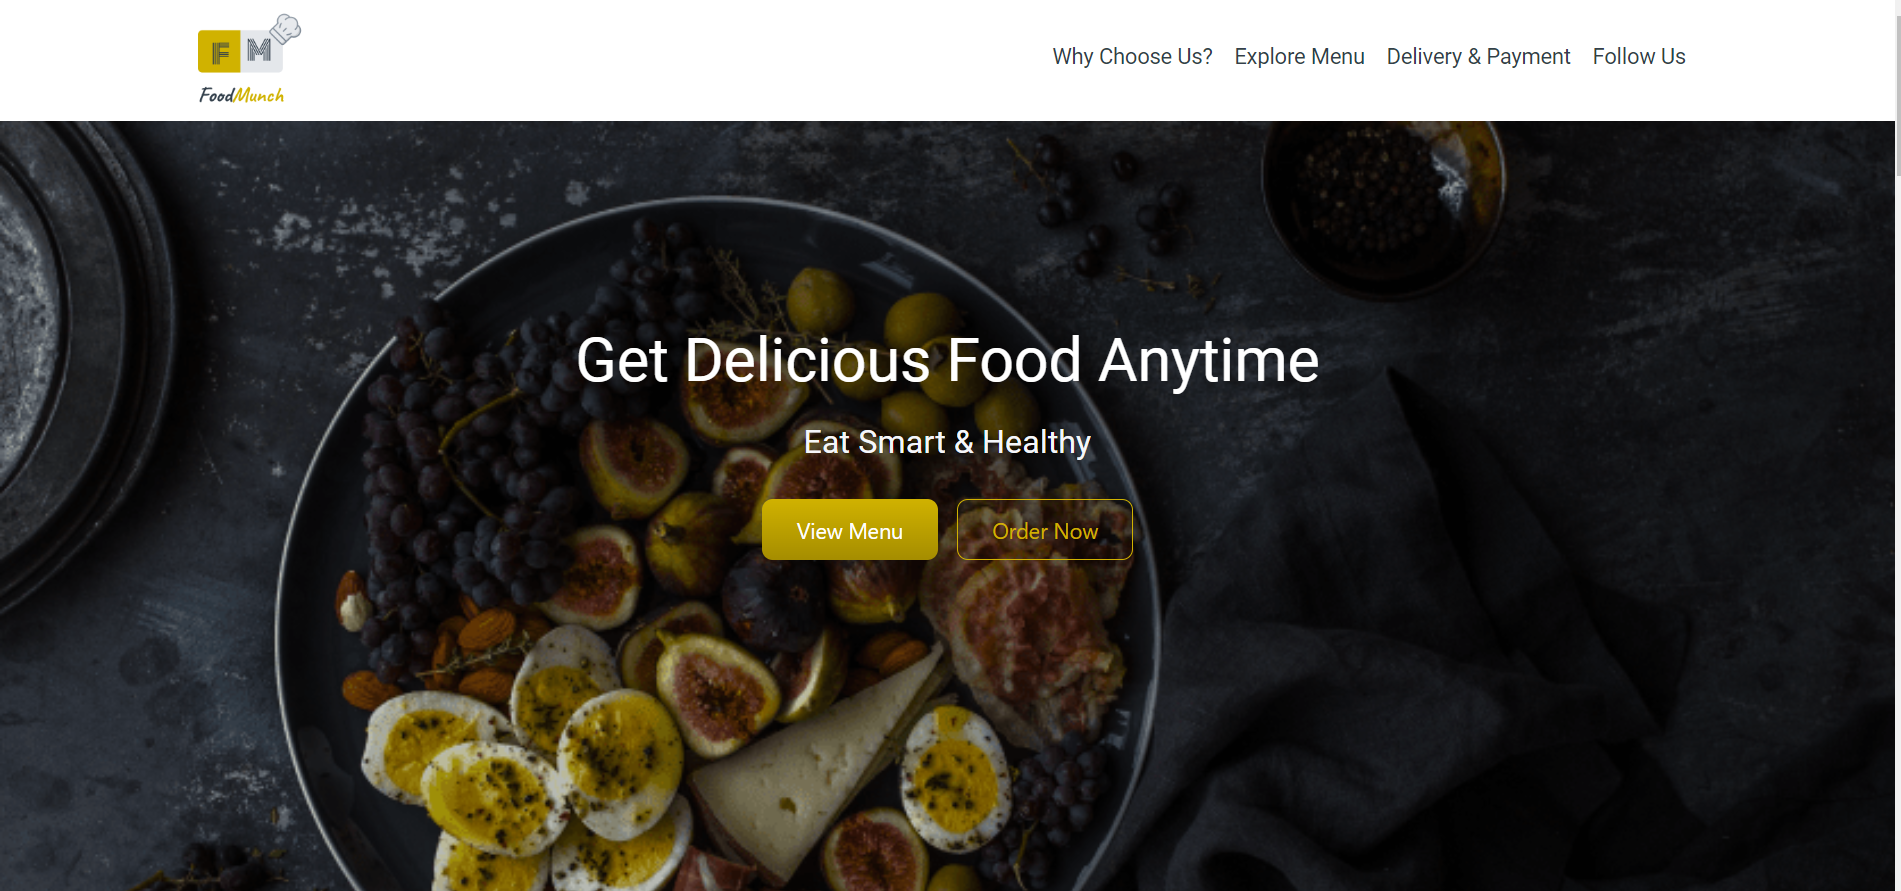 F M
FoodMunch
Why Choose Us? Explore Menu Delivery & Payment Follow Us
Get Delicious Food Anytime
Eat Smart & Healthy
View Menu Order Now